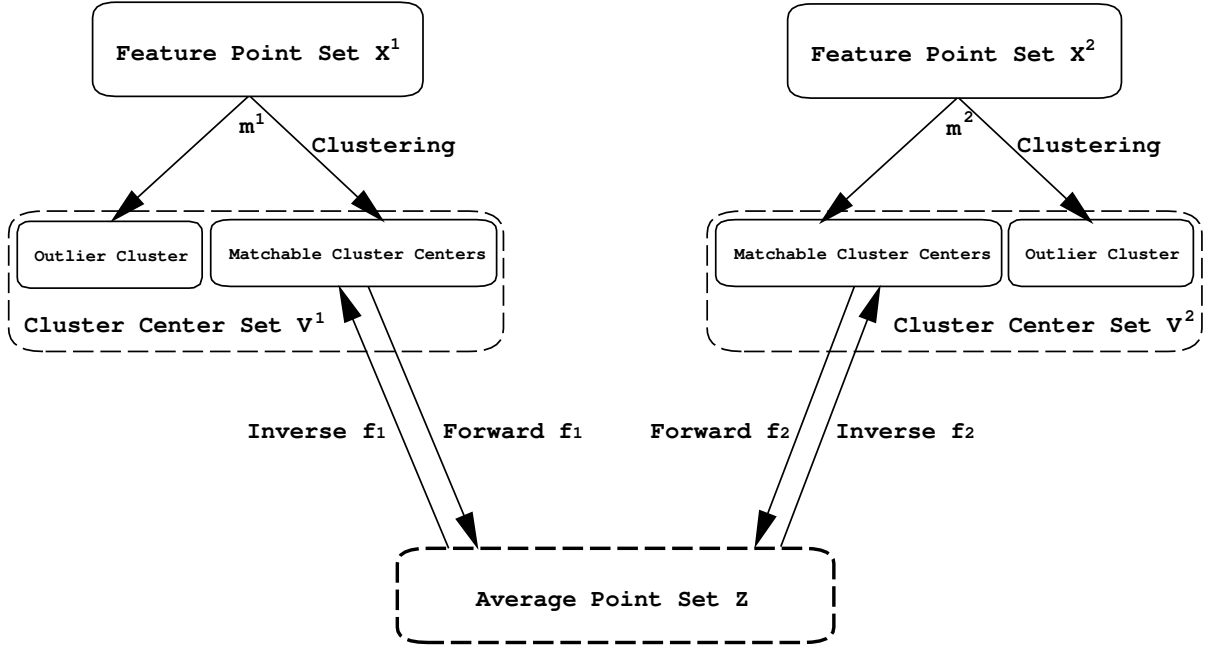 Feature Point Set X¹
Feature Point Set X²
m¹
Clustering
m²
Clustering
Outlier Cluster
Matchable Cluster Centers
Matchable Cluster Centers
Outlier Cluster
Cluster Center Set V¹
Cluster Center Set V²
Inverse f₁
Forward f₁
Forward f₂
Inverse f₂
Average Point Set Z